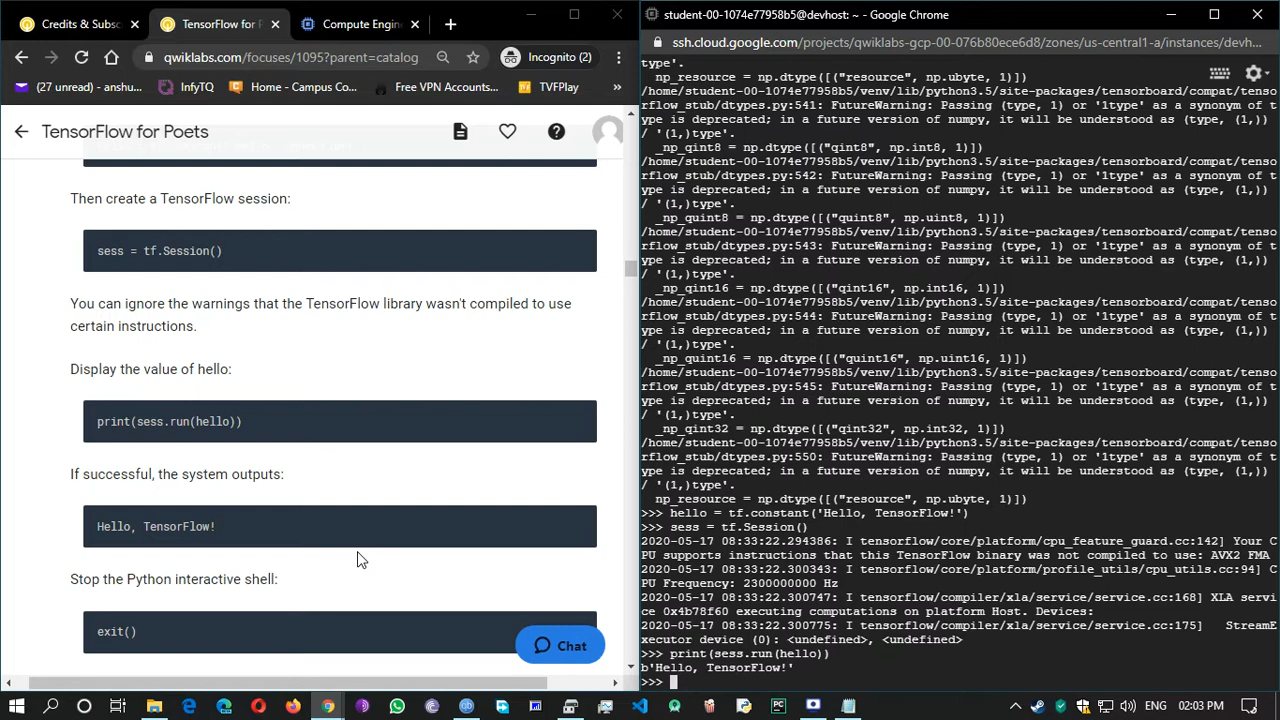 Credits & Subsc
TensorFlow for P
Compute Engin
qwiklabs.com/focuses/1095?parent=catalog
Incognito (2)
(27 unread) - anshu...
InfyTQ
Home - Campus Co...
Free VPN Accounts...
TVFPlay
»
TensorFlow for Poets
Then create a TensorFlow session:
sess = tf.Session()
You can ignore the warnings that the TensorFlow library wasn't compiled to use
certain instructions.
Display the value of hello:
print(sess.run(hello))
If successful, the system outputs:
Hello, TensorFlow!
Stop the Python interactive shell:
exit()
Chat
student-00-1074e77958b5@devhost: ~ - Google Chrome
ssh.cloud.google.com/projects/qwiklabs-gcp-00-076b80ece6d8/zones/us-central1-a/instances/devh...
type'.
np_resource = np.dtype([("resource", np.ubyte, 1)])
/home/student-00-1074e77958b5/venv/lib/python3.5/site-packages/tensorboard/compat/tens
orflow_stub/dtypes.py:541: FutureWarning: Passing (type, 1) or '1type' as a synonym of
type is deprecated; in a future version of numpy, it will be understood as (type, (1,))
/ '(1,)type'.
_np_qint8 = np.dtype([("qint8", np.int8, 1)])
/home/student-00-1074e77958b5/venv/lib/python3.5/site-packages/tensorboard/compat/tens
orflow_stub/dtypes.py:542: FutureWarning: Passing (type, 1) or '1type' as a synonym of
type is deprecated; in a future version of numpy, it will be understood as (type, (1,))
/ '(1,)type'.
_np_quint8 = np.dtype([("quint8", np.uint8, 1)])
/home/student-00-1074e77958b5/venv/lib/python3.5/site-packages/tensorboard/compat/tens
orflow_stub/dtypes.py:543: FutureWarning: Passing (type, 1) or '1type' as a synonym of
type is deprecated; in a future version of numpy, it will be understood as (type, (1,))
/ '(1,)type'.
_np_qint16 = np.dtype([("qint16", np.int16, 1)])
/home/student-00-1074e77958b5/venv/lib/python3.5/site-packages/tensorboard/compat/tens
orflow_stub/dtypes.py:544: FutureWarning: Passing (type, 1) or '1type' as a synonym of
type is deprecated; in a future version of numpy, it will be understood as (type, (1,))
/ '(1,)type'.
_np_quint16 = np.dtype([("quint16", np.uint16, 1)])
/home/student-00-1074e77958b5/venv/lib/python3.5/site-packages/tensorboard/compat/tens
orflow_stub/dtypes.py:545: FutureWarning: Passing (type, 1) or '1type' as a synonym of
type is deprecated; in a future version of numpy, it will be understood as (type, (1,))
/ '(1,)type'.
_np_qint32 = np.dtype([("qint32", np.int32, 1)])
/home/student-00-1074e77958b5/venv/lib/python3.5/site-packages/tensorboard/compat/tens
orflow_stub/dtypes.py:550: FutureWarning: Passing (type, 1) or '1type' as a synonym of
type is deprecated; in a future version of numpy, it will be understood as (type, (1,))
/ '(1,)type'.
np_resource = np.dtype([("resource", np.ubyte, 1)])
>>> hello = tf.constant('Hello, TensorFlow!')
>>> sess = tf.Session()
2020-05-17 08:33:22.294386: I tensorflow/core/platform/cpu_feature_guard.cc:142] Your C
PU supports instructions that this TensorFlow binary was not compiled to use: AVX2 FMA
2020-05-17 08:33:22.300343: I tensorflow/core/platform/profile_utils/cpu_utils.cc:94] C
PU Frequency: 2300000000 Hz
2020-05-17 08:33:22.300747: I tensorflow/compiler/xla/service/service.cc:168] XLA servi
ce 0x4b78f60 executing computations on platform Host. Devices:
2020-05-17 08:33:22.300775: I tensorflow/compiler/xla/service/service.cc:175]   StreamE
xecutor device (0): <undefined>, <undefined>
>>> print(sess.run(hello))
b'Hello, TensorFlow!'
>>>
02:03 PM